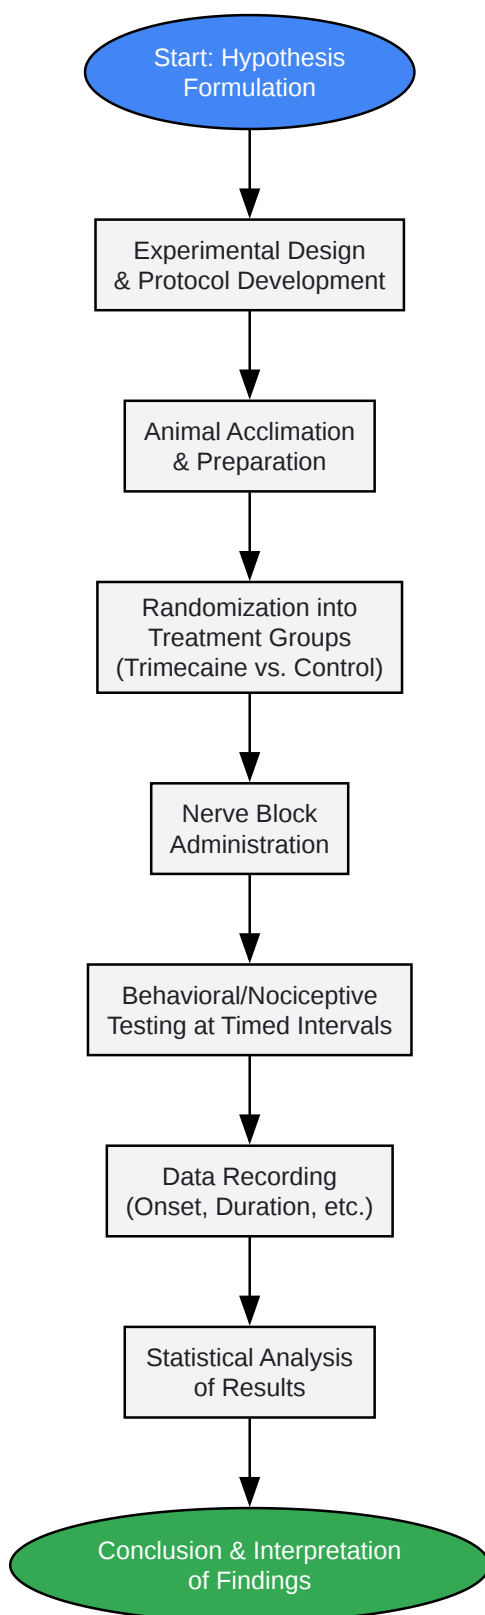 Start: Hypothesis
Formulation
Experimental Design
& Protocol Development
Animal Acclimation
& Preparation
Randomization into
Treatment Groups
(Trimecaine vs. Control)
Nerve Block
Administration
Behavioral/Nociceptive
Testing at Timed Intervals
Data Recording
(Onset, Duration, etc.)
Statistical Analysis
of Results
Conclusion & Interpretation
of Findings